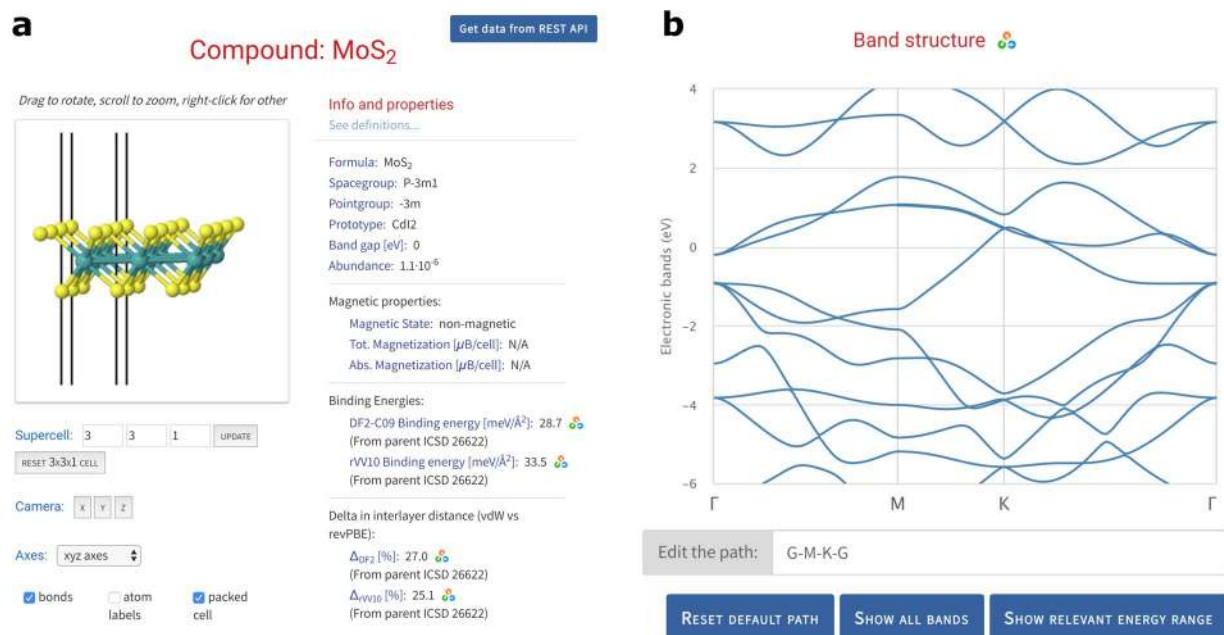 a
Get data from REST API
Compound: MoS₂
Drag to rotate, scroll to zoom, right-click for other
Info and properties
See definitions...
Formula: MoS₂
Spacegroup: P-3m1
Pointgroup: -3m
Prototype: CdI2
Band gap [eV]: 0
Abundance: 1.1·10⁻⁶
Magnetic properties:
Magnetic State: non-magnetic
Tot. Magnetization [μB/cell]: N/A
Abs. Magnetization [μB/cell]: N/A
Binding Energies:
DF2-C09 Binding energy [meV/Å²]: 28.7
(From parent ICSD 26622)
rVV10 Binding energy [meV/Å²]: 33.5
(From parent ICSD 26622)
Delta in interlayer distance (vdW vs
revPBE):
Δ_DF2 [%]: 27.0
(From parent ICSD 26622)
Δ_rVV10 [%]: 25.1
(From parent ICSD 26622)
Supercell: 3 3 1 UPDATE
RESET 3x3x1 CELL
Camera: X Y Z
Axes: xyz axes
bonds
atom
labels
packed
cell
b
Band structure
Electronic bands (eV)
4
2
0
−2
−4
−6
Γ M K Γ
Edit the path: G-M-K-G
RESET DEFAULT PATH
SHOW ALL BANDS
SHOW RELEVANT ENERGY RANGE